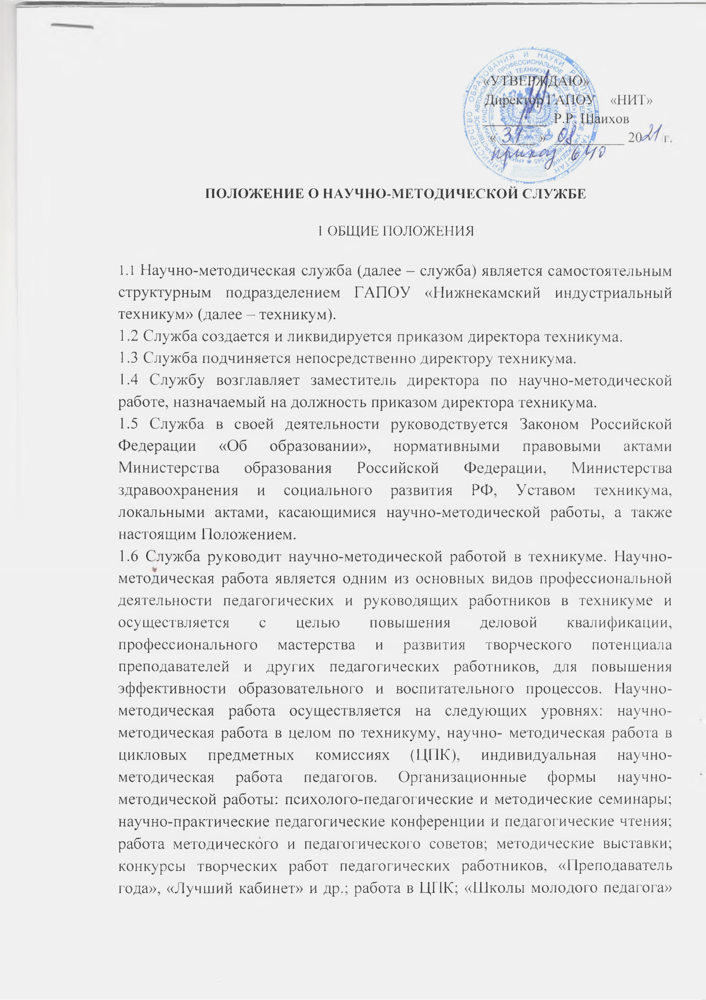 МИНИСТЕРСТВО ОБРАЗОВАНИЯ И НАУКИ РЕСПУБЛИКИ ТАТАРСТАН
«УТВЕРЖДАЮ»
Директор ГАПОУ «НИТ»
________ Р.Р. Шаихов
« 31 » 08 2021 г.
приказ 640
ПОЛОЖЕНИЕ О НАУЧНО-МЕТОДИЧЕСКОЙ СЛУЖБЕ
1 ОБЩИЕ ПОЛОЖЕНИЯ
1.1 Научно-методическая служба (далее – служба) является самостоятельным
структурным подразделением ГАПОУ «Нижнекамский индустриальный
техникум» (далее – техникум).
1.2 Служба создается и ликвидируется приказом директора техникума.
1.3 Служба подчиняется непосредственно директору техникума.
1.4 Службу возглавляет заместитель директора по научно-методической
работе, назначаемый на должность приказом директора техникума.
1.5 Служба в своей деятельности руководствуется Законом Российской
Федерации «Об образовании», нормативными правовыми актами
Министерства образования Российской Федерации, Министерства
здравоохранения и социального развития РФ, Уставом техникума,
локальными актами, касающимися научно-методической работы, а также
настоящим Положением.
1.6 Служба руководит научно-методической работой в техникуме. Научно-
методическая работа является одним из основных видов профессиональной
деятельности педагогических и руководящих работников в техникуме и
осуществляется с целью повышения деловой квалификации,
профессионального мастерства и развития творческого потенциала
преподавателей и других педагогических работников, для повышения
эффективности образовательного и воспитательного процессов. Научно-
методическая работа осуществляется на следующих уровнях: научно-
методическая работа в целом по техникуму, научно- методическая работа в
цикловых предметных комиссиях (ЦПК), индивидуальная научно-
методическая работа педагогов. Организационные формы научно-
методической работы: психолого-педагогические и методические семинары;
научно-практические педагогические конференции и педагогические чтения;
работа методического и педагогического советов; методические выставки;
конкурсы творческих работ педагогических работников, «Преподаватель
года», «Лучший кабинет» и др.; работа в ЦПК; «Школы молодого педагога»